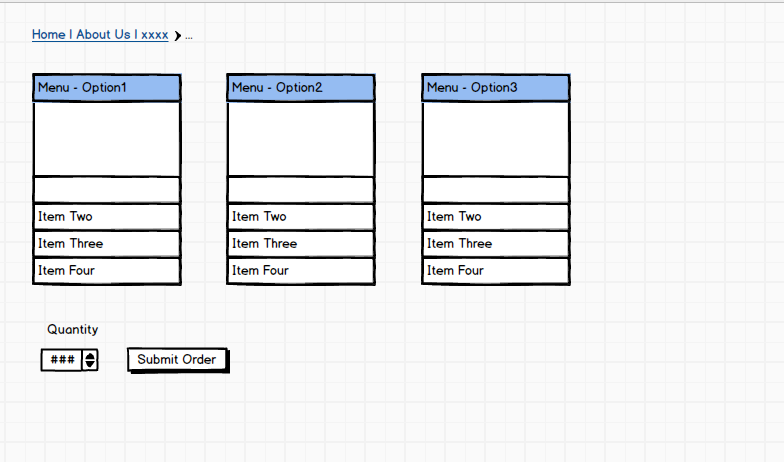 Home | About Us | xxxx ...
Menu - Option1
Item Two
Item Three
Item Four
Menu - Option2
Item Two
Item Three
Item Four
Menu - Option3
Item Two
Item Three
Item Four
Quantity
###
Submit Order